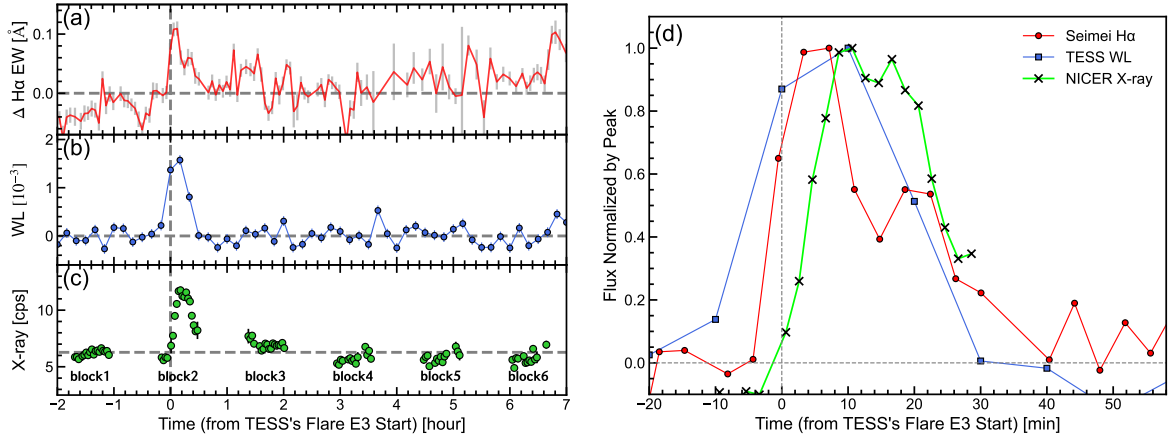 (a)
Δ Hα EW [Å]
0.1
0.0
(b)
WL [10⁻³]
2
1
0
(c)
X-ray [cps]
10
5
block1 block2 block3 block4 block5 block6
−2 −1 0 1 2 3 4 5 6 7
Time (from TESS's Flare E3 Start) [hour]
(d)
Seimei Hα
TESS WL
NICER X-ray
Flux Normalized by Peak
1.0
0.8
0.6
0.4
0.2
0.0
−20 −10 0 10 20 30 40 50
Time (from TESS's Flare E3 Start) [min]